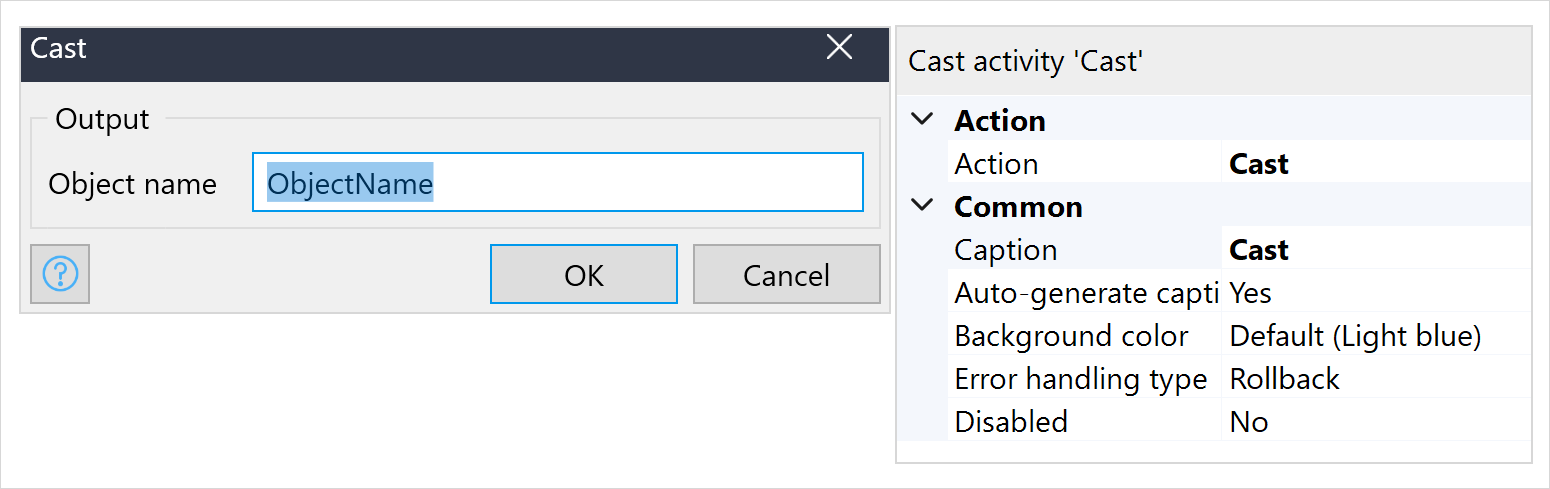 Cast
Output
Object name ObjectName
?
OK Cancel
Cast activity 'Cast'
Action
Action Cast
Common
Caption Cast
Auto-generate capti Yes
Background color Default (Light blue)
Error handling type Rollback
Disabled No